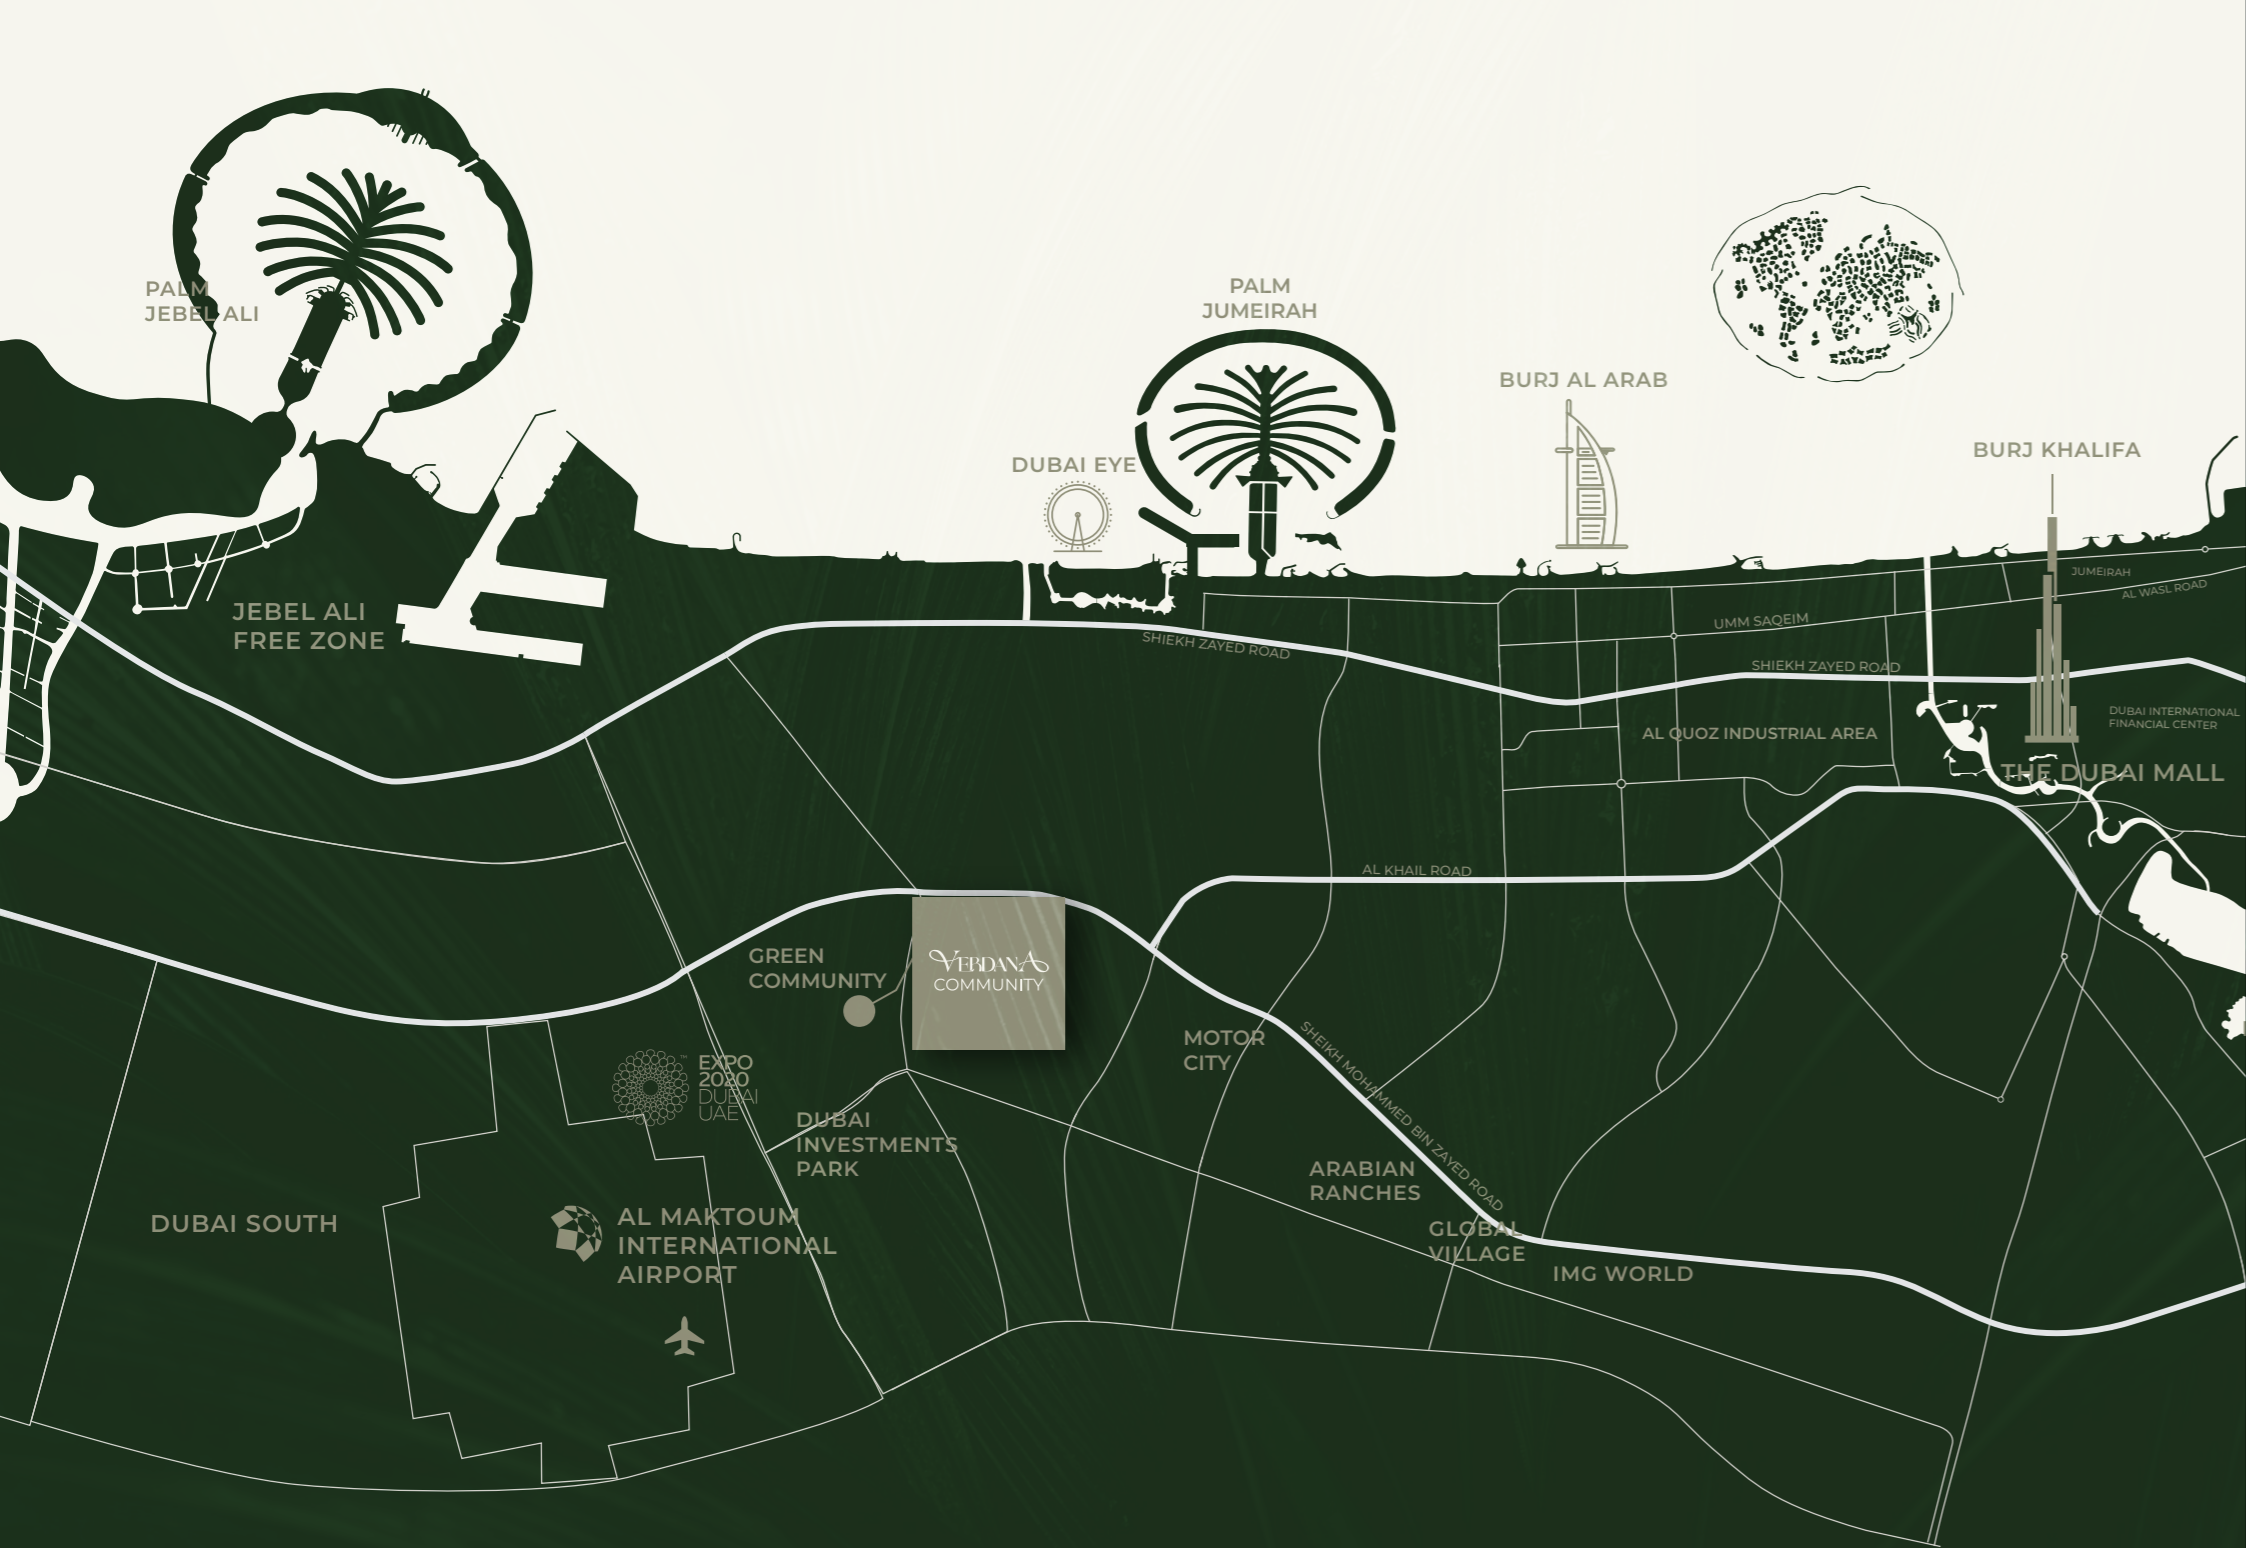 PALM
JEBEL ALI
PALM
JUMEIRAH
BURJ AL ARAB
BURJ KHALIFA
DUBAI EYE
JEBEL ALI
FREE ZONE
JUMEIRAH
AL WASL ROAD
UMM SAQEIM
SHIEKH ZAYED ROAD
SHIEKH ZAYED ROAD
DUBAI INTERNATIONAL
FINANCIAL CENTER
AL QUOZ INDUSTRIAL AREA
THE DUBAI MALL
AL KHAIL ROAD
GREEN
COMMUNITY
VERDANA
COMMUNITY
MOTOR
CITY
SHEIKH MOHAMMED BIN ZAYED ROAD
EXPO
2020
DUBAI
UAE
™
DUBAI
INVESTMENTS
PARK
ARABIAN
RANCHES
DUBAI SOUTH
AL MAKTOUM
INTERNATIONAL
AIRPORT
GLOBAL
VILLAGE
IMG WORLD